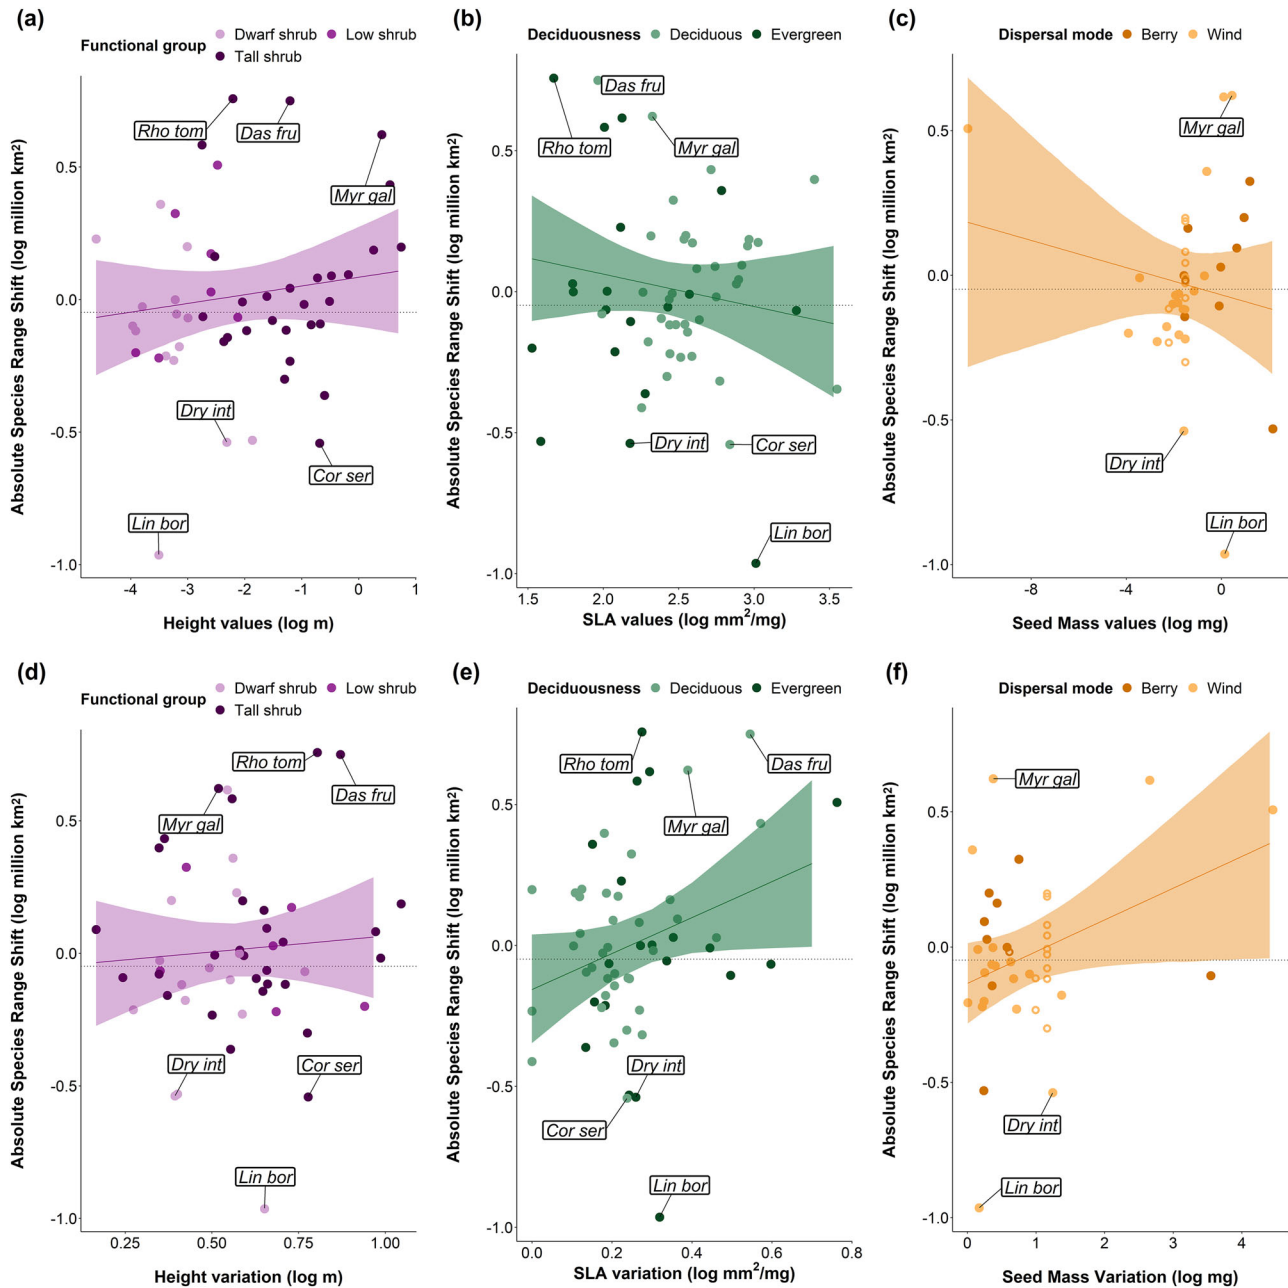 (a)
Functional group
Dwarf shrub
Low shrub
Tall shrub
Absolute Species Range Shift (log million km²)
0.5
0.0
-0.5
-1.0
Rho tom
Das fru
Myr gal
Dry int
Cor ser
Lin bor
-4
-3
-2
-1
0
1
Height values (log m)
(b)
Deciduousness
Deciduous
Evergreen
Absolute Species Range Shift (log million km²)
0.5
0.0
-0.5
-1.0
Das fru
Rho tom
Myr gal
Dry int
Cor ser
Lin bor
1.5
2.0
2.5
3.0
3.5
SLA values (log mm²/mg)
(c)
Dispersal mode
Berry
Wind
Absolute Species Range Shift (log million km²)
0.5
0.0
-0.5
-1.0
Myr gal
Dry int
Lin bor
-8
-4
0
Seed Mass values (log mg)
(d)
Functional group
Dwarf shrub
Low shrub
Tall shrub
Absolute Species Range Shift (log million km²)
0.5
0.0
-0.5
-1.0
Rho tom
Das fru
Myr gal
Dry int
Cor ser
Lin bor
0.25
0.50
0.75
1.00
Height variation (log m)
(e)
Deciduousness
Deciduous
Evergreen
Absolute Species Range Shift (log million km²)
0.5
0.0
-0.5
-1.0
Rho tom
Das fru
Myr gal
Dry int
Cor ser
Lin bor
0.0
0.2
0.4
0.6
0.8
SLA variation (log mm²/mg)
(f)
Dispersal mode
Berry
Wind
Absolute Species Range Shift (log million km²)
0.5
0.0
-0.5
-1.0
Myr gal
Dry int
Lin bor
0
1
2
3
4
Seed Mass Variation (log mg)